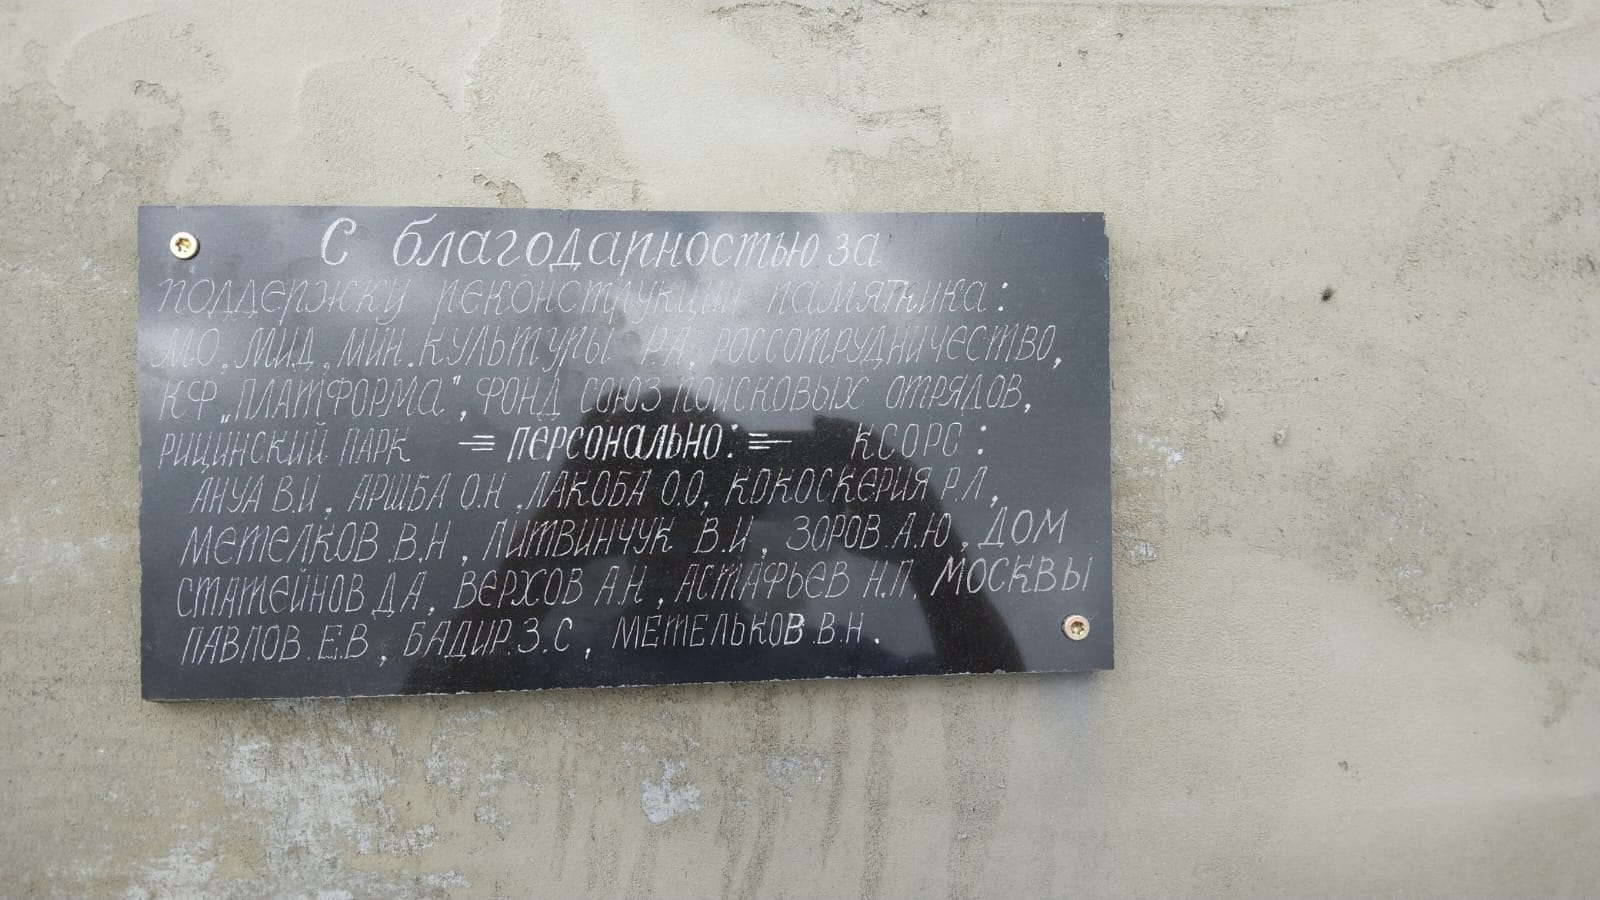 С благодарностью за
поддержку реконструкции памятника:
МО, МИД, МИН.КУЛЬТУРЫ РА, РОССОТРУДНИЧЕСТВО,
КФ „ПЛАТФОРМА", ФОНД СОЮЗ ПОИСКОВЫХ ОТРЯДОВ,
РИЦИНСКИЙ ПАРК ПЕРСОНАЛЬНО: КСОРС:
АНУА В.И, АРШБА О.Н, ЛАКОБА О.О, КОКОСКЕРИЯ Р.Л,
МЕТЕЛКОВ.В.Н, ЛИТВИНЧУК В.И, ЗОРОВ А.Ю, ДОМ
СТАТЕЙНОВ Д.А, ВЕРХОВ А.Н, АСТАФЬЕВ Н.П, МОСКВЫ
ПАВЛОВ.Е.В, БАДИР.З.С, МЕТЕЛЬКОВ.В.Н.